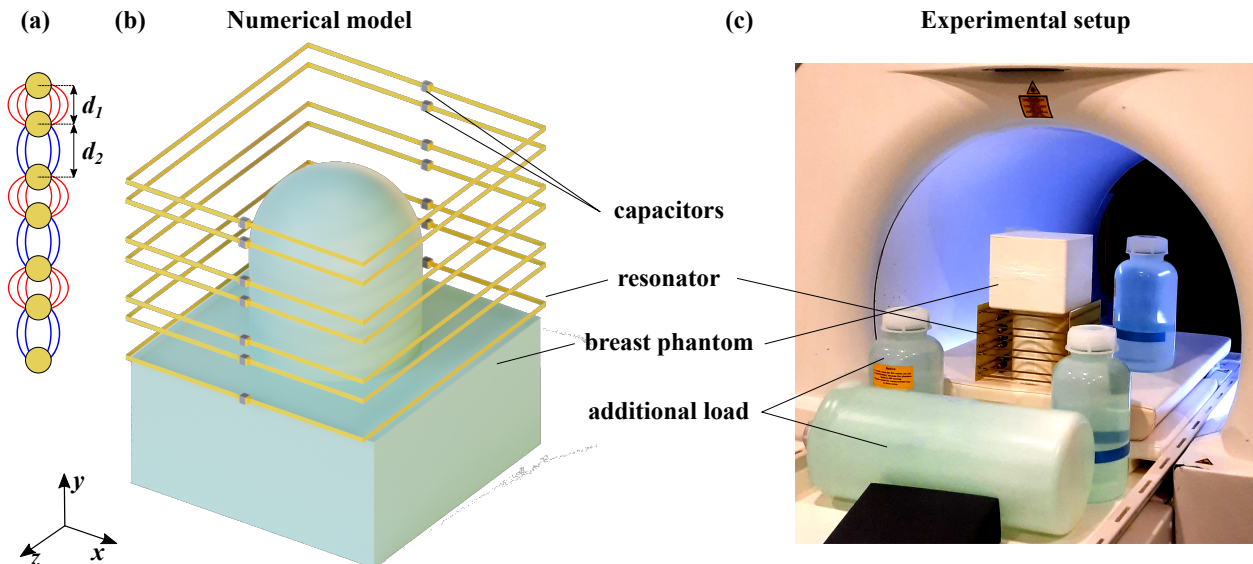 (a)
(b)
Numerical model
(c)
Experimental setup
d1
d2
capacitors
resonator
breast phantom
additional load
y
z
x